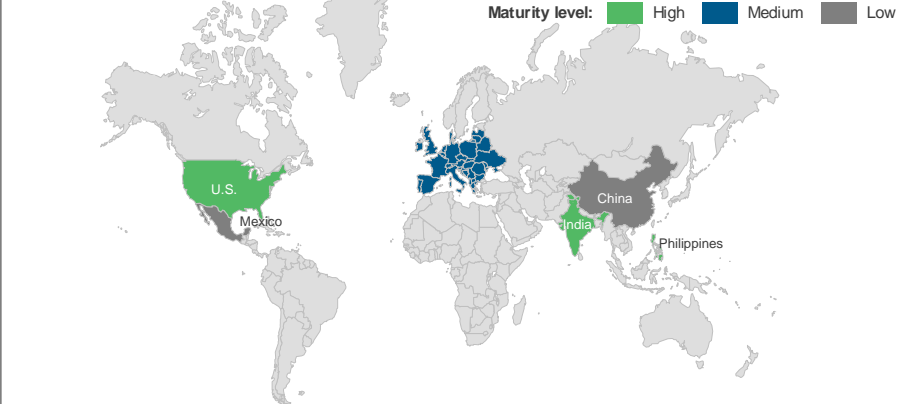 Maturity level: High Medium Low
U.S.
Mexico
China
India
Philippines